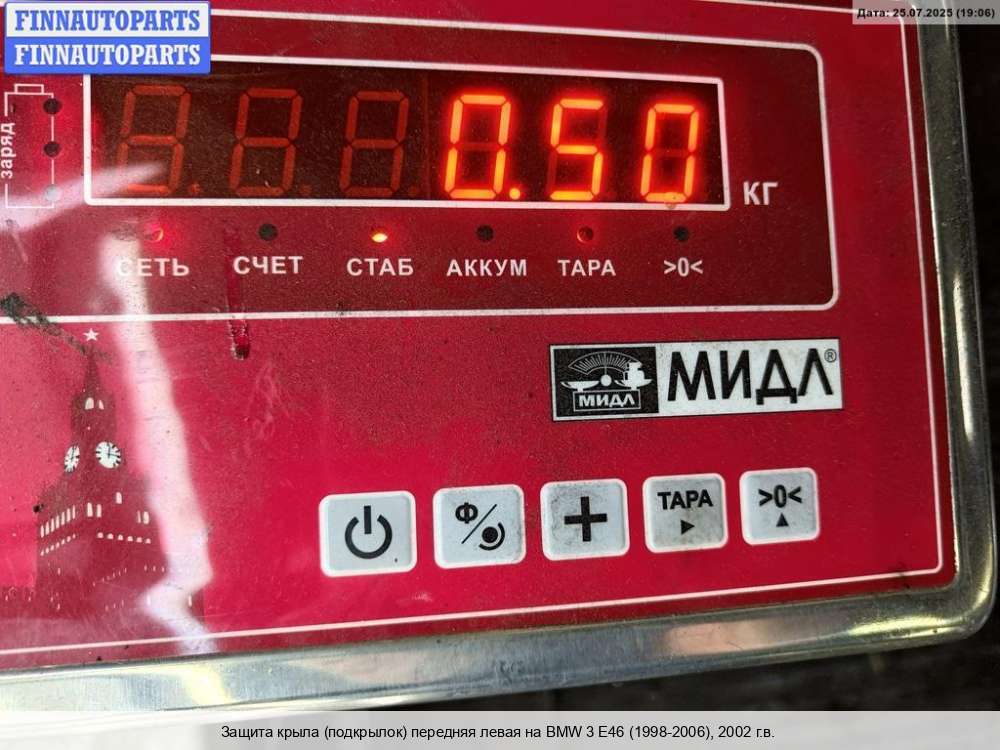 FINNAUTOPARTS
FINNAUTOPARTS
Дата: 25.07.2025 (19:06)
заряд
0.50
КГ
СЕТЬ СЧЕТ СТАБ АККУМ ТАРА >0<
МИДЛ МИДЛ®
Ф
ТАРА
>0<
Защита крыла (подкрылок) передняя левая на BMW 3 E46 (1998-2006), 2002 г.в.